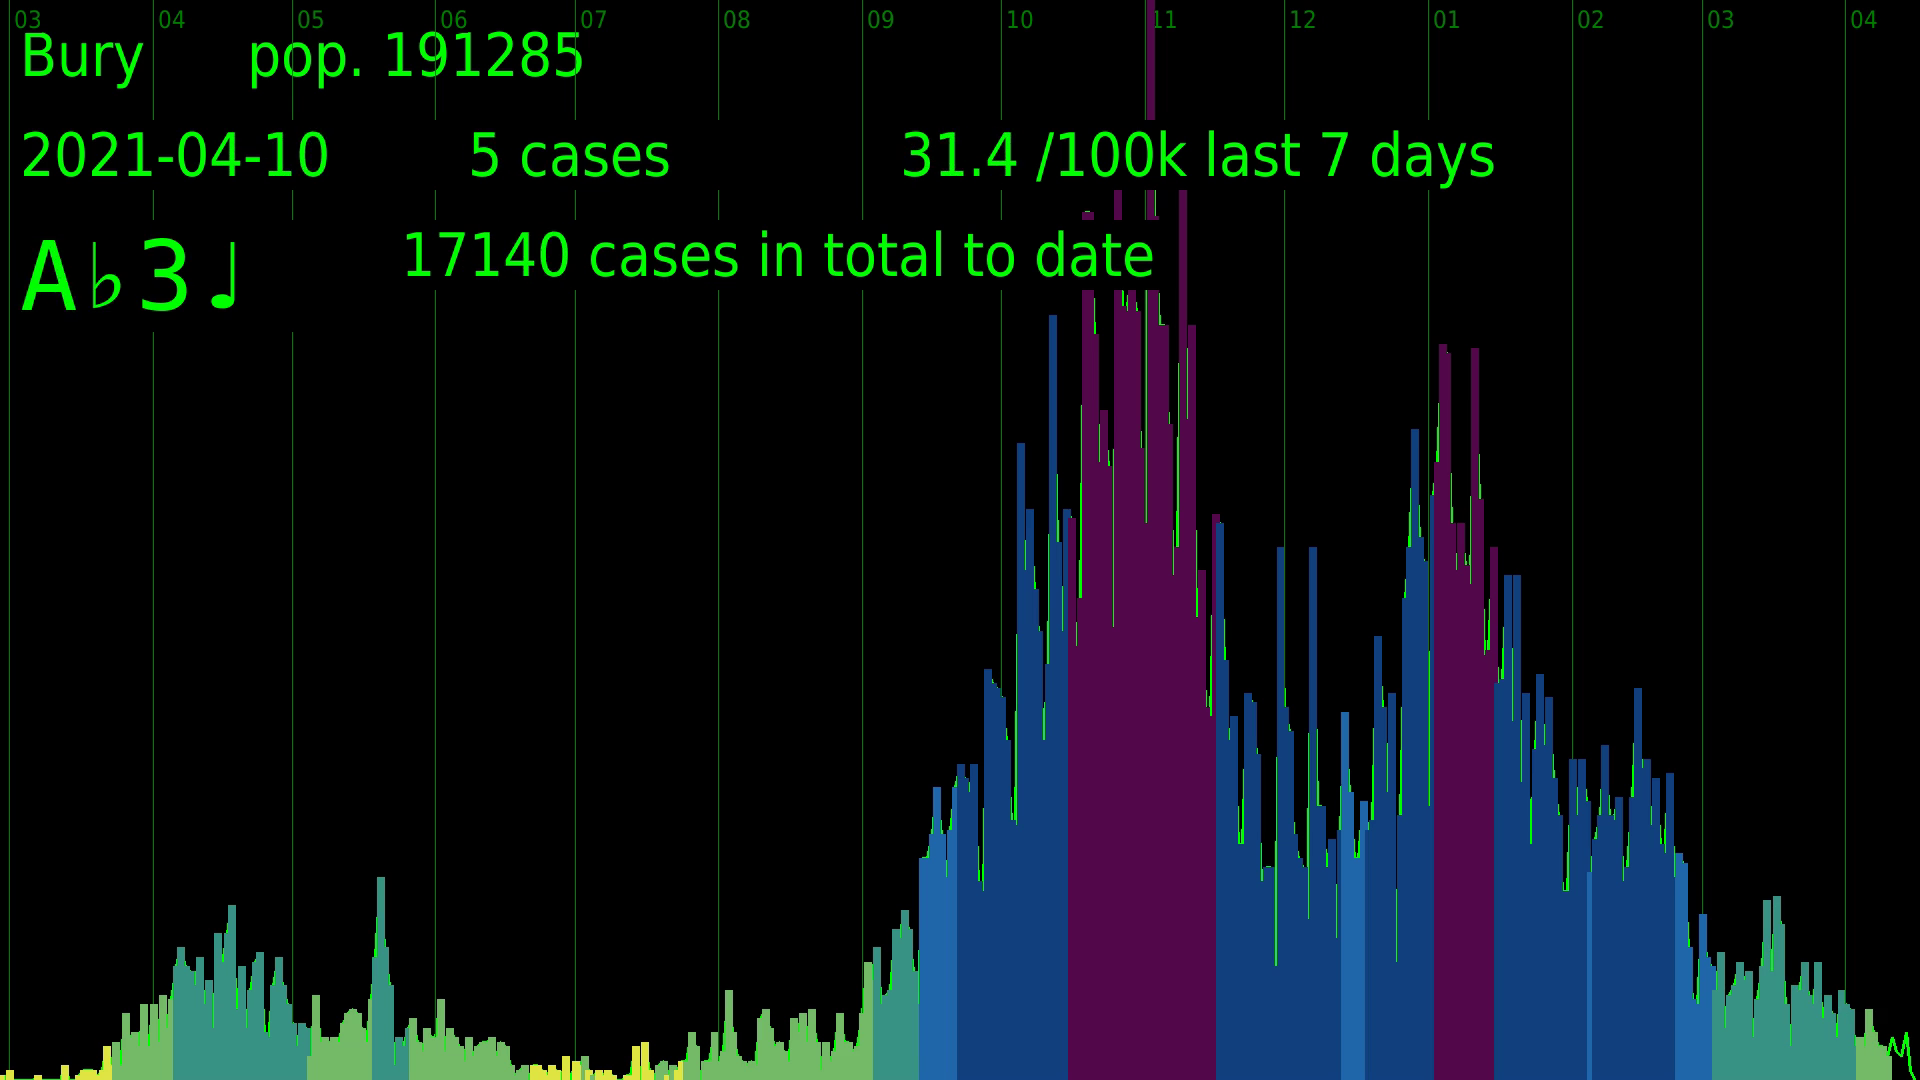 03 04 05 06 07 08 09 10 11 12 01 02 03 04
Bury pop. 191285
2021-04-10 5 cases 31.4 /100k last 7 days
A♭3♩ 17140 cases in total to date